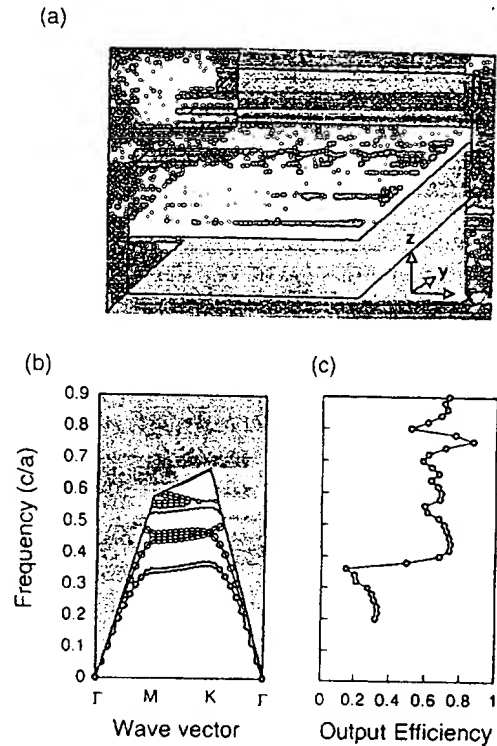 (a)
z
y
(b)
(c)
0.9
0.8
0.7
0.6
0.5
0.4
0.3
0.2
0.1
0
Frequency (c/a)
Γ M K Γ
Wave vector
0 0.2 0.4 0.6 0.8 1
Output Efficiency